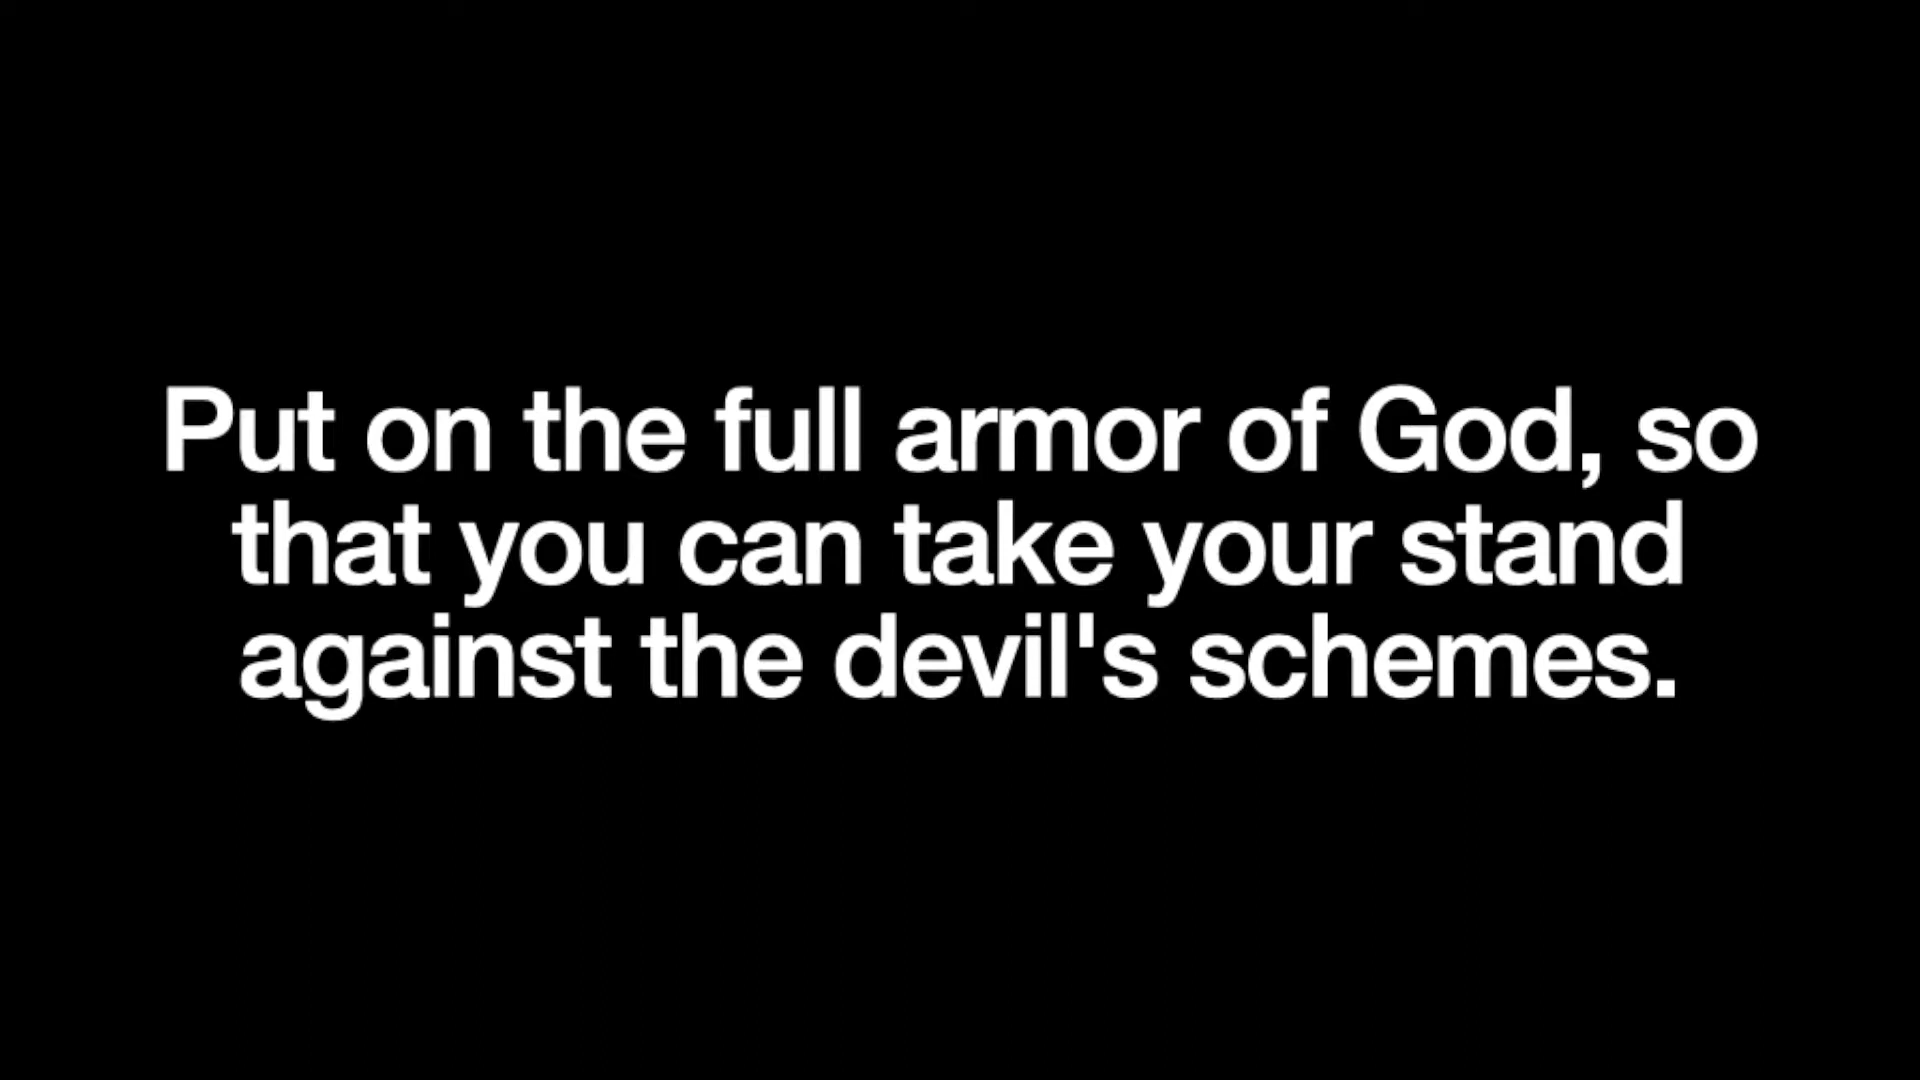 Put on the full armor of God, so
that you can take your stand
against the devil's schemes.